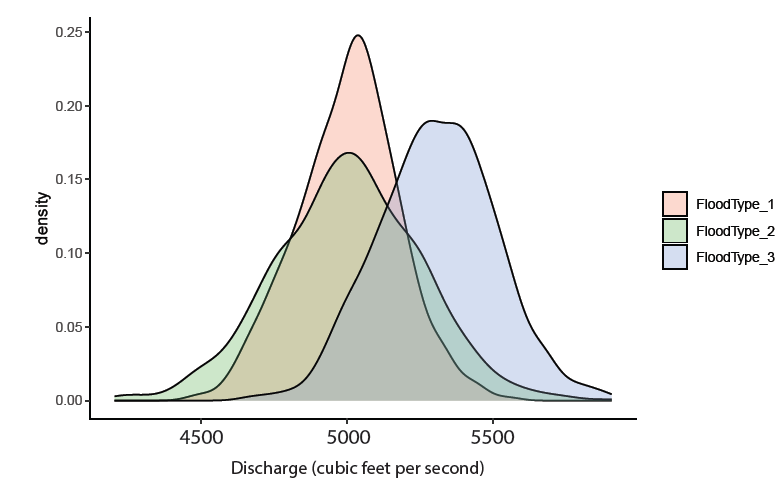 0.25
0.20
0.15
0.10
0.05
0.00
density
4500 5000 5500
Discharge (cubic feet per second)
FloodType_1
FloodType_2
FloodType_3